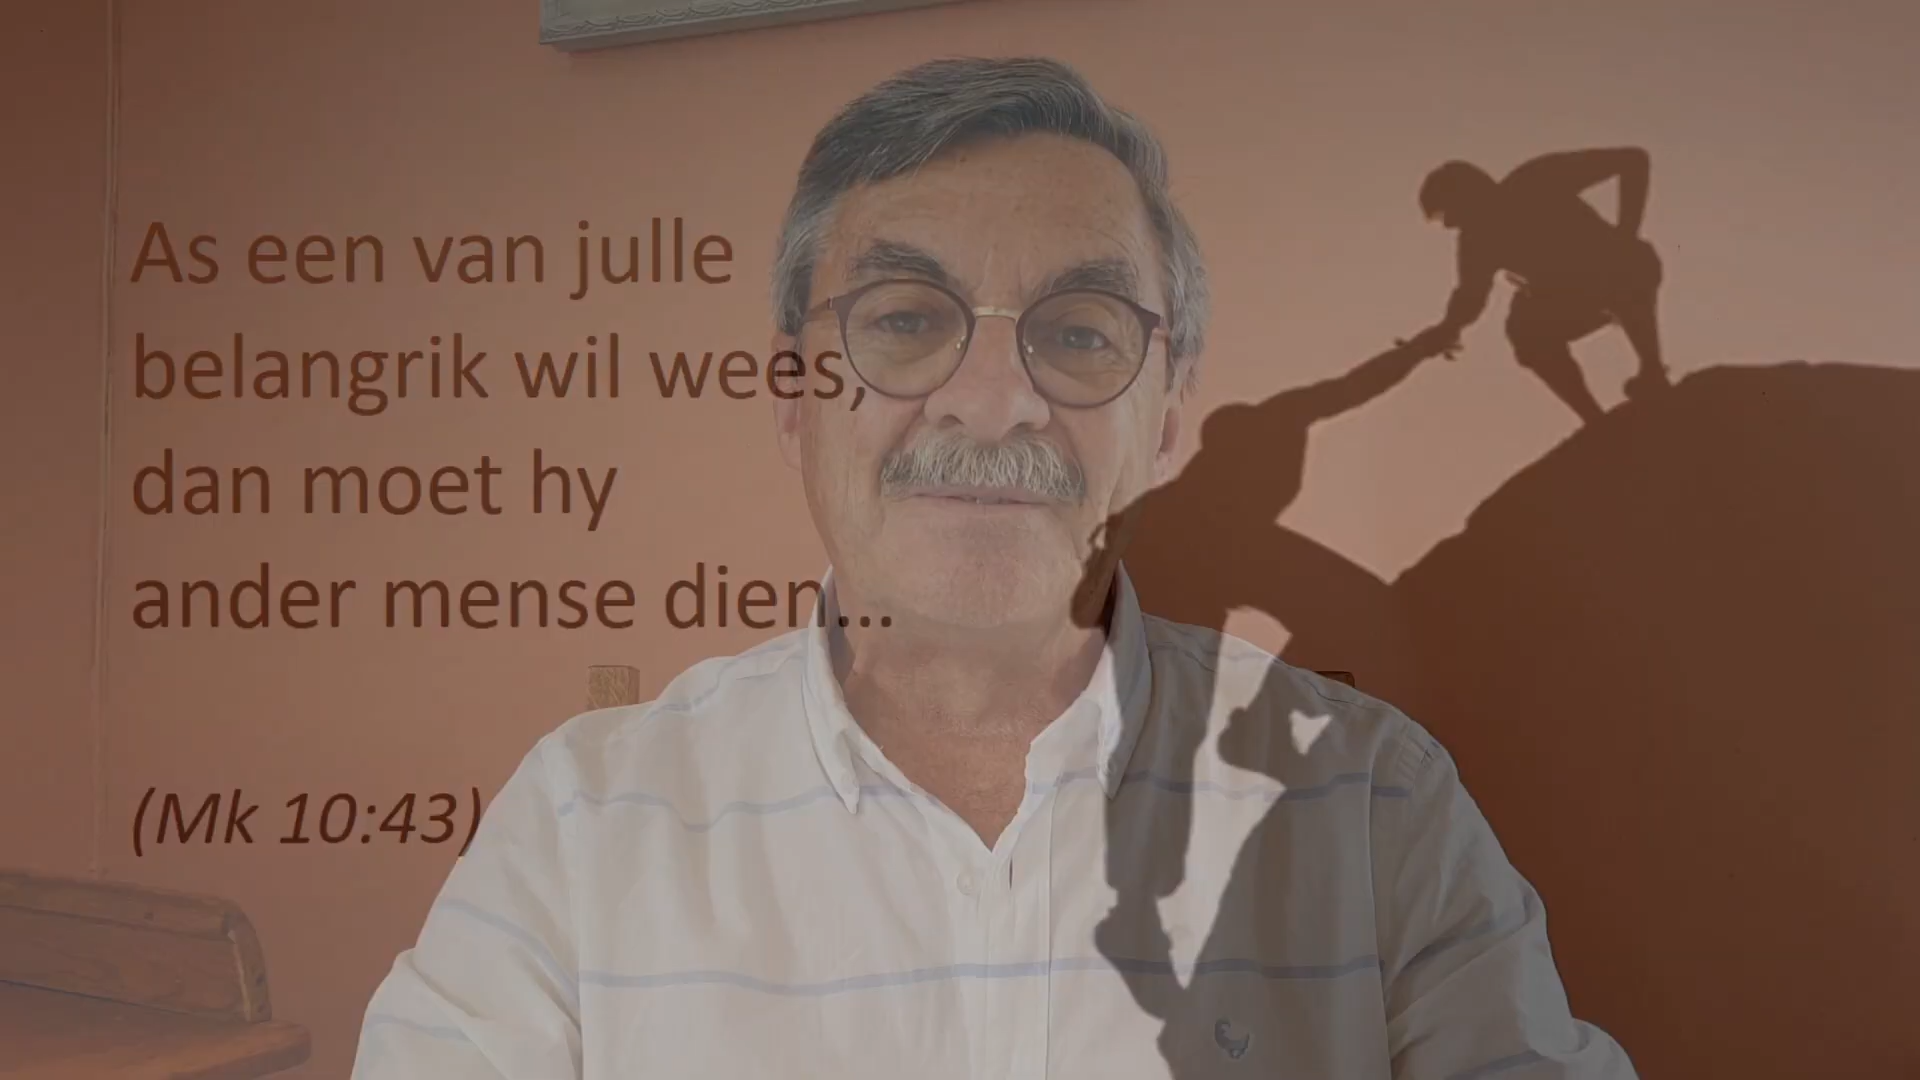 As een van julle
belangrik wil wees,
dan moet hy
ander mense dien...
(Mk 10:43)